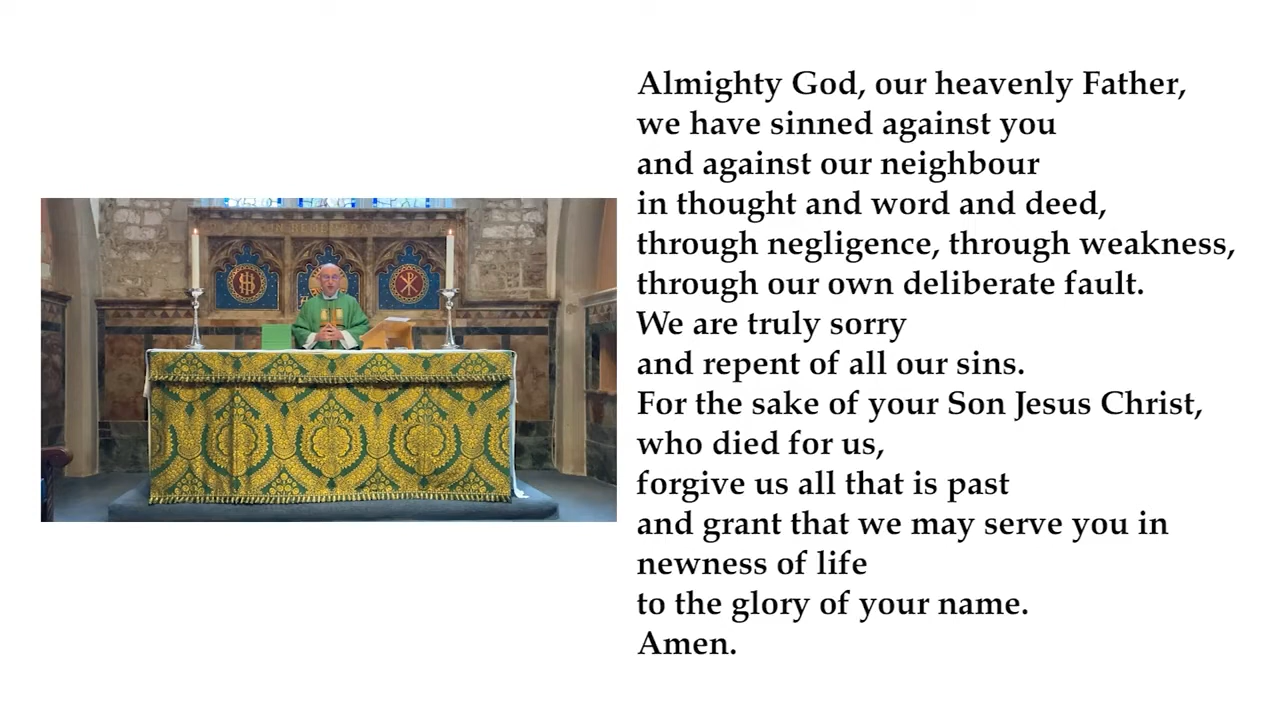 Almighty God, our heavenly Father,
we have sinned against you
and against our neighbour
in thought and word and deed,
through negligence, through weakness,
through our own deliberate fault.
We are truly sorry
and repent of all our sins.
For the sake of your Son Jesus Christ,
who died for us,
forgive us all that is past
and grant that we may serve you in
newness of life
to the glory of your name.
Amen.